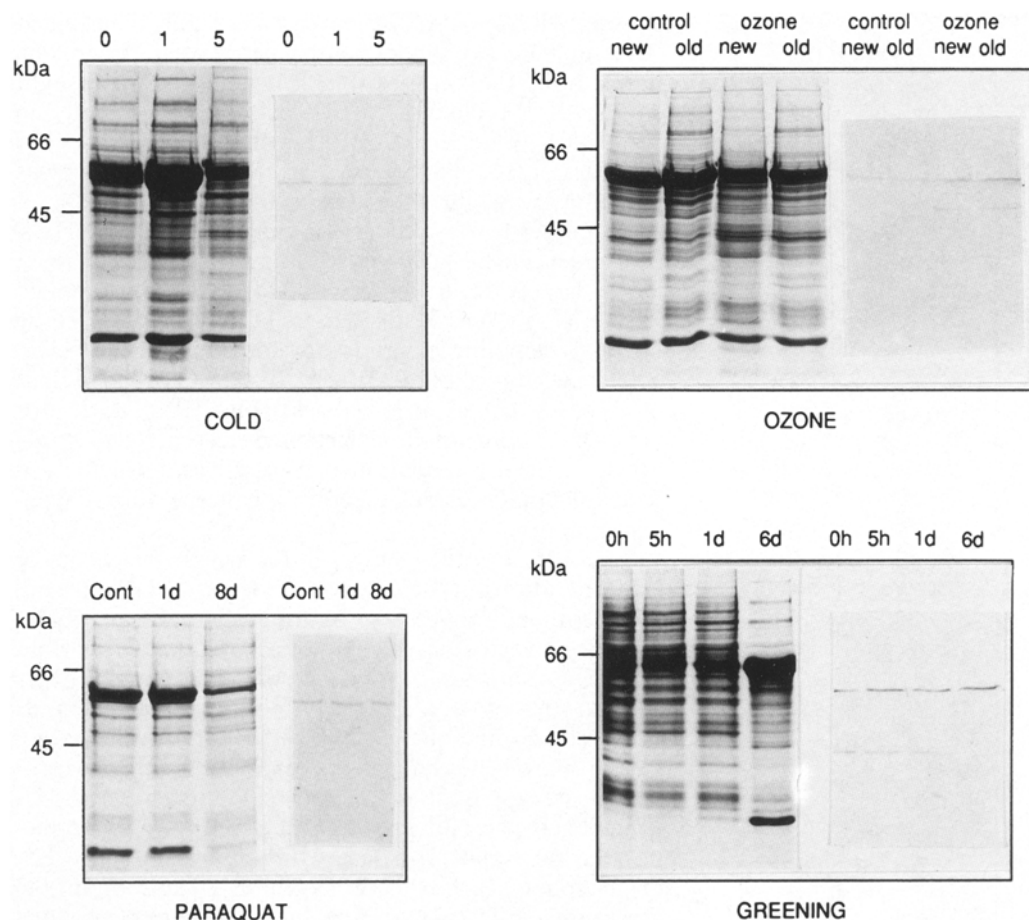 0 1 5 0 1 5
kDa
66
45
COLD
control ozone control ozone
new old new old new old new old
kDa
66
45
OZONE
Cont 1d 8d Cont 1d 8d
kDa
66
45
PARAQUAT
0h 5h 1d 6d 0h 5h 1d 6d
kDa
66
45
GREENING